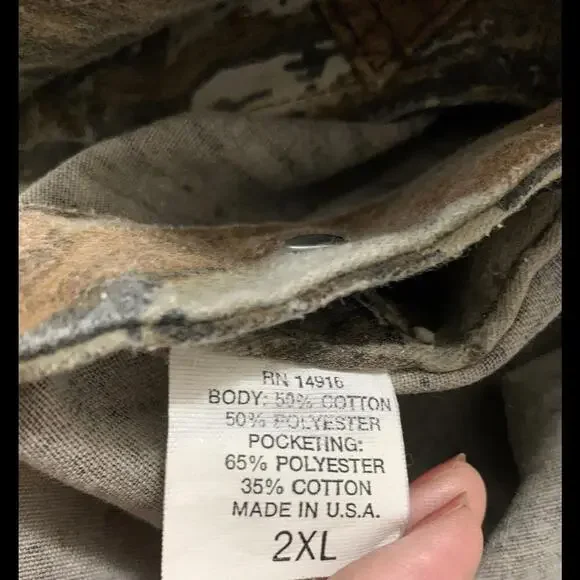 RN 14916
BODY: 50% COTTON
50% POLYESTER
POCKETING:
65% POLYESTER
35% COTTON
MADE IN U.S.A.
2XL